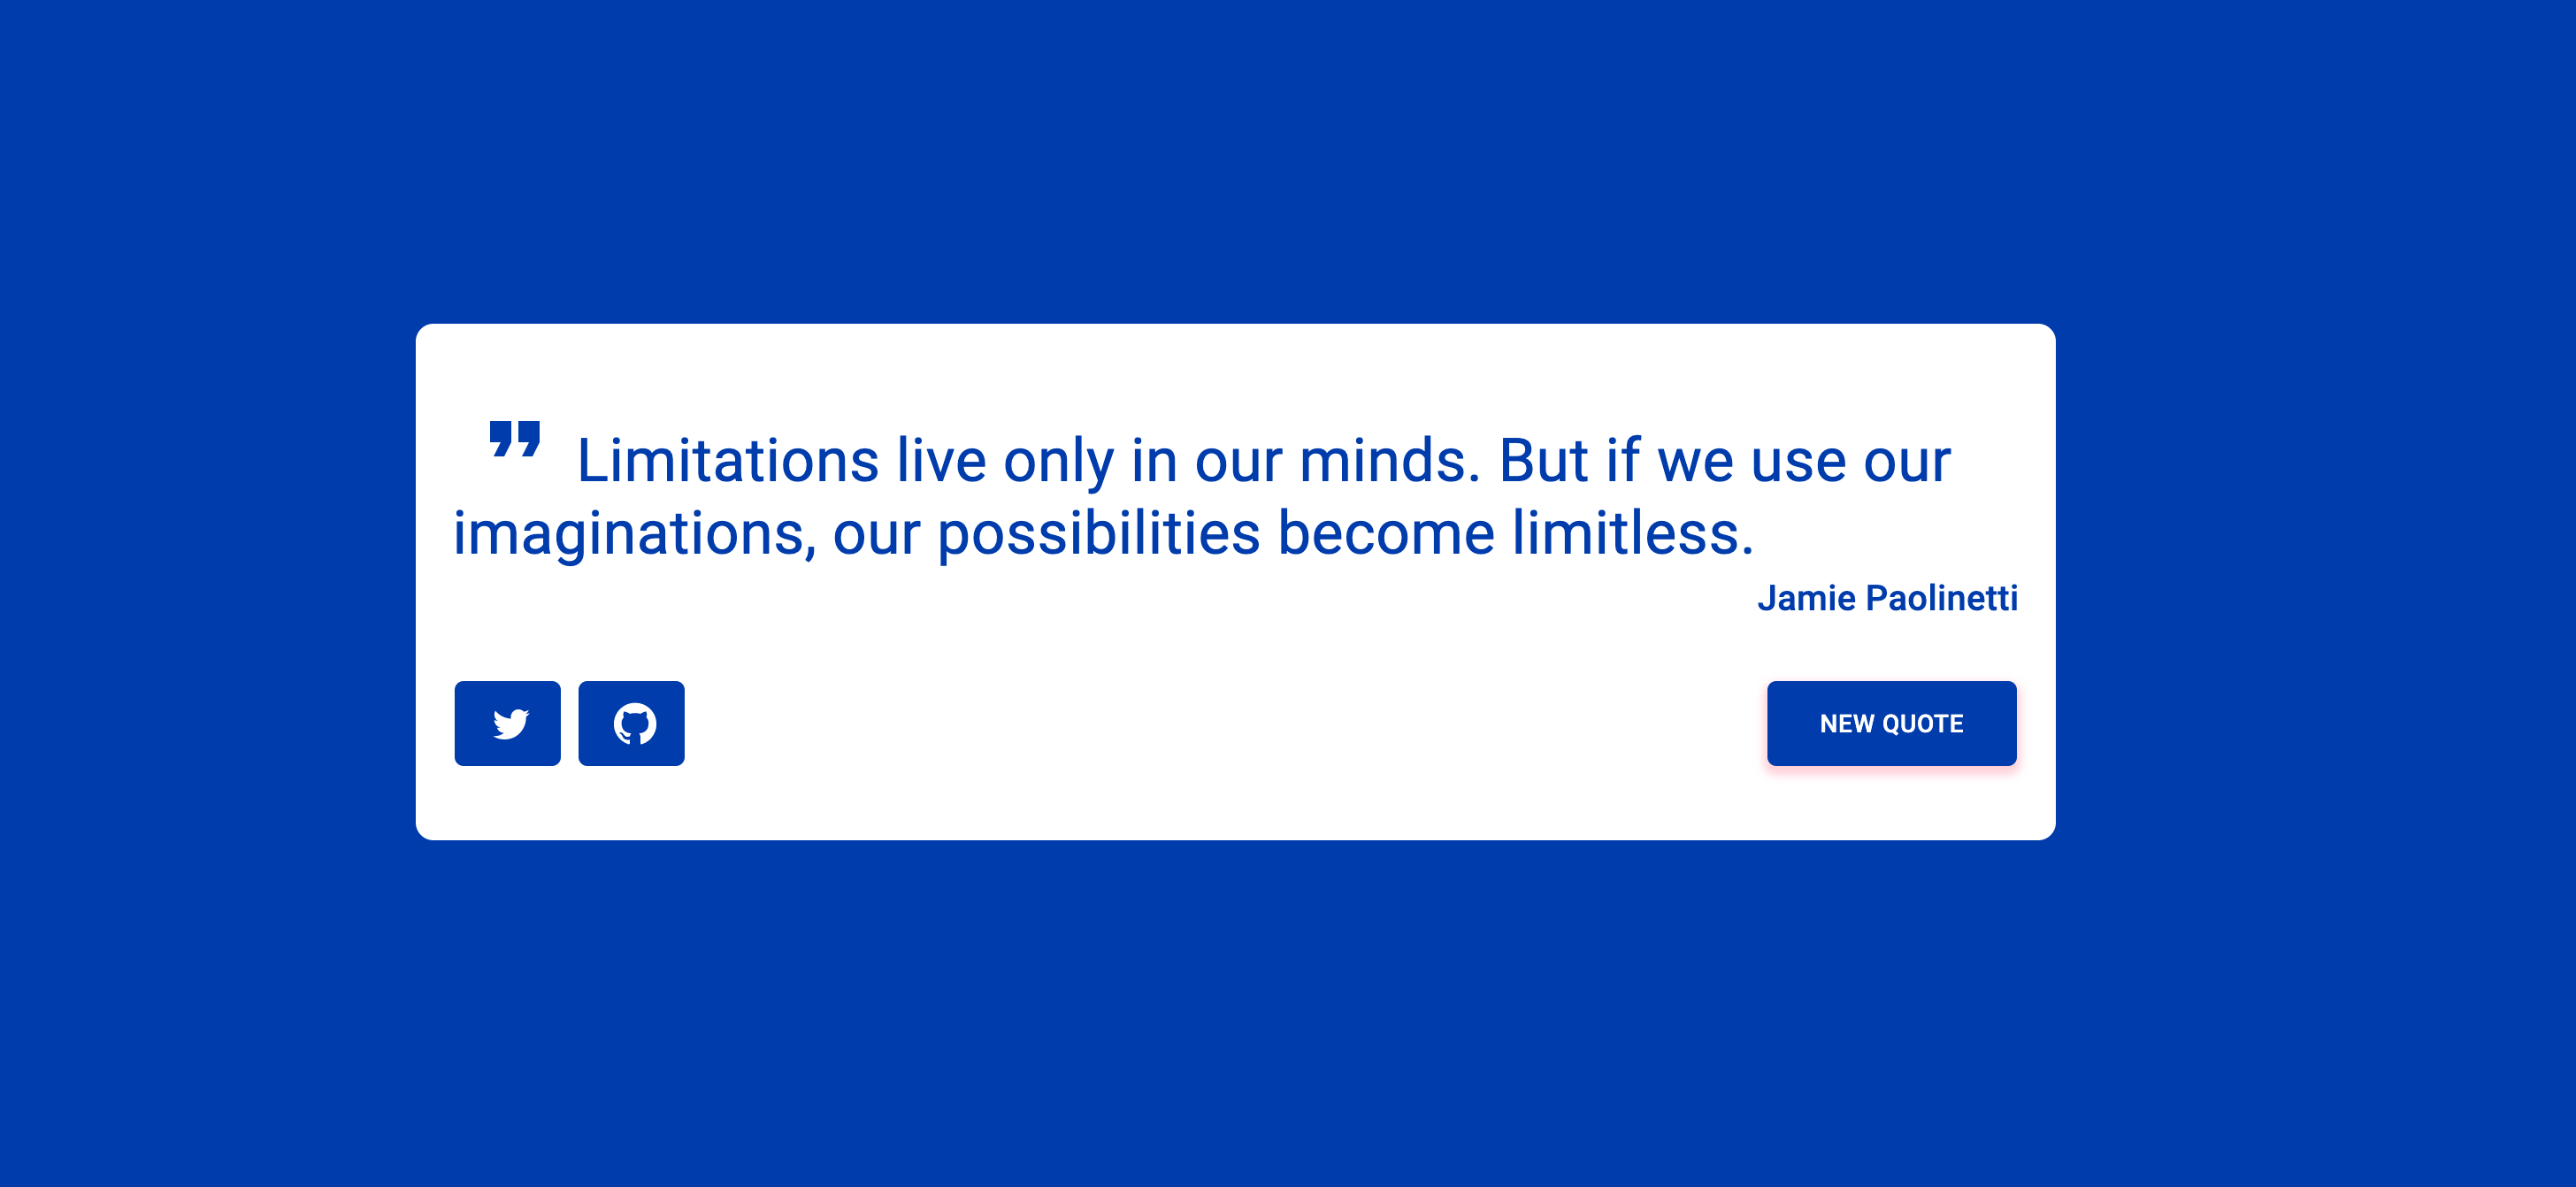 ” Limitations live only in our minds. But if we use our
imaginations, our possibilities become limitless.
Jamie Paolinetti
NEW QUOTE